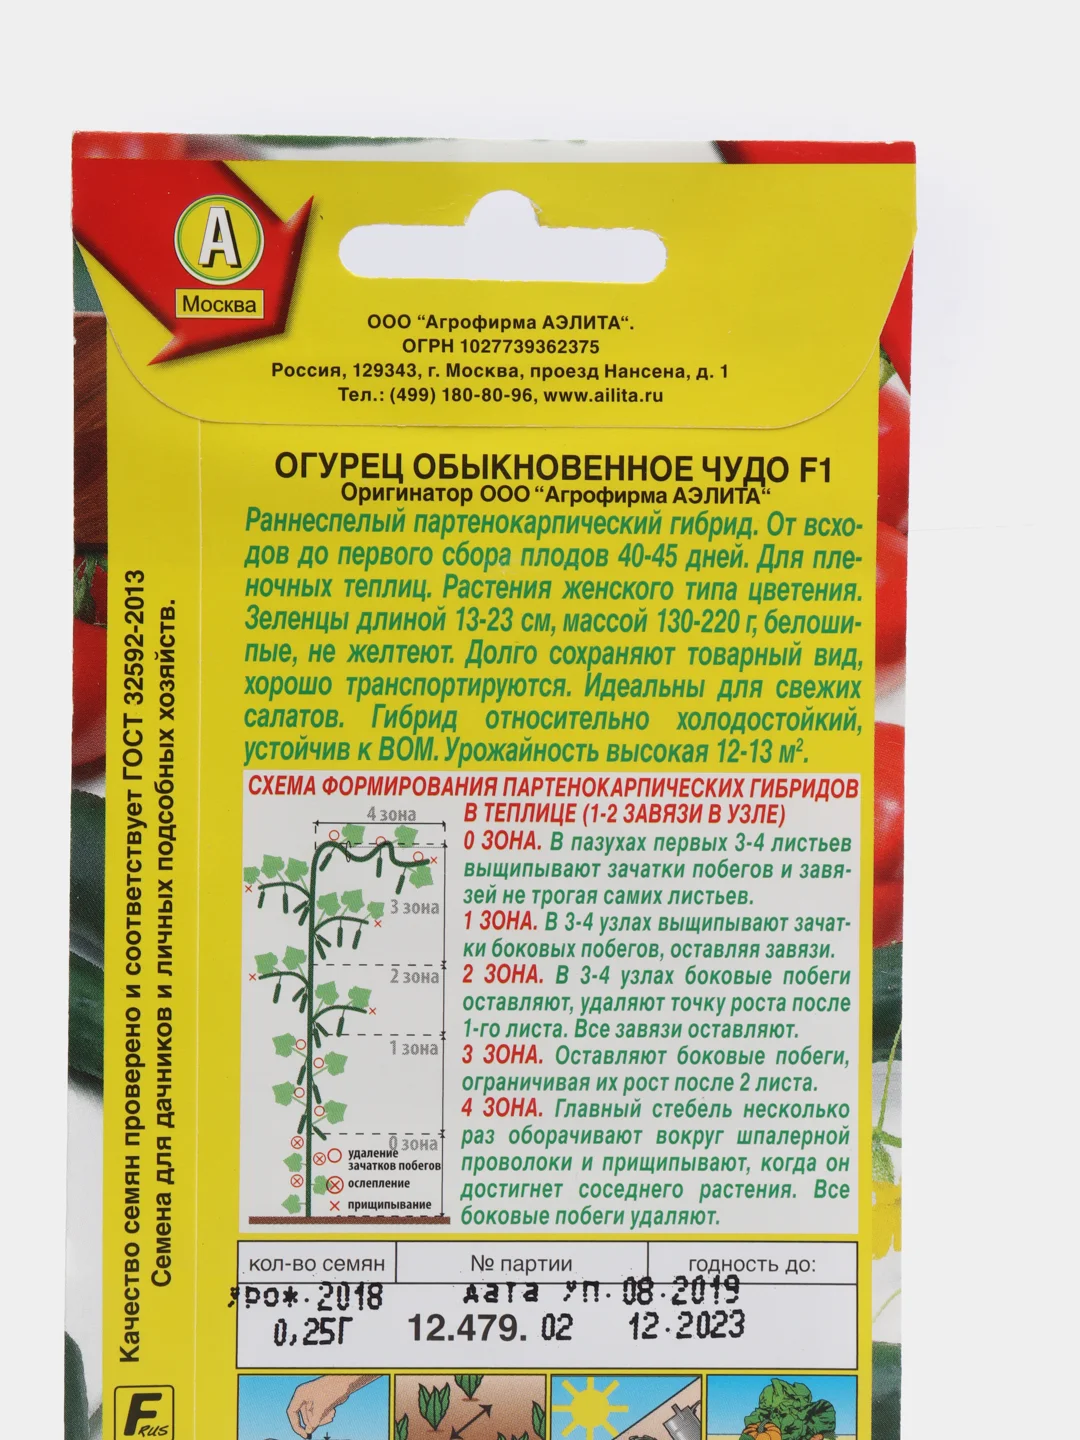 А
Москва
ООО “Агрофирма АЭЛИТА“.
ОГРН 1027739362375
Россия, 129343, г. Москва, проезд Нансена, д. 1
Тел.: (499) 180-80-96, www.ailita.ru
ОГУРЕЦ ОБЫКНОВЕННОЕ ЧУДО F1
Оригинатор ООО “Агрофирма АЭЛИТА“
Раннеспелый партенокарпический гибрид. От всхо-
дов до первого сбора плодов 40-45 дней. Для пле-
ночных теплиц. Растения женского типа цветения.
Зеленцы длиной 13-23 см, массой 130-220 г, белоши-
пые, не желтеют. Долго сохраняют товарный вид,
хорошо транспортируются. Идеальны для свежих
салатов. Гибрид относительно холодостойкий,
устойчив к ВОМ. Урожайность высокая 12-13 м².
СХЕМА ФОРМИРОВАНИЯ ПАРТЕНОКАРПИЧЕСКИХ ГИБРИДОВ
В ТЕПЛИЦЕ (1-2 ЗАВЯЗИ В УЗЛЕ)
0 ЗОНА. В пазухах первых 3-4 листьев
выщипывают зачатки побегов и завя-
зей не трогая самих листьев.
1 ЗОНА. В 3-4 узлах выщипывают зачат-
ки боковых побегов, оставляя завязи.
2 ЗОНА. В 3-4 узлах боковые побеги
оставляют, удаляют точку роста после
1-го листа. Все завязи оставляют.
3 ЗОНА. Оставляют боковые побеги,
ограничивая их рост после 2 листа.
4 ЗОНА. Главный стебель несколько
раз оборачивают вокруг шпалерной
проволоки и прищипывают, когда он
достигнет соседнего растения. Все
боковые побеги удаляют.
4 зона
3 зона
2 зона
1 зона
0 зона
удаление
зачатков побегов
ослепление
прищипывание
кол-во семян № партии годность до:
урож. 2018 дата уп. 08.2019
0,25Г 12.479. 02 12.2023
Качество семян проверено и соответствует ГОСТ 32592-2013
Семена для дачников и личных подсобных хозяйств.
F RUS